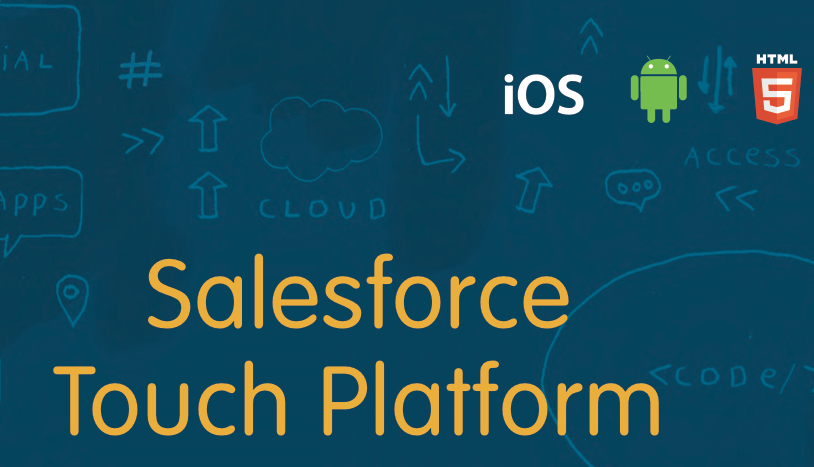 iAL
#
HTML
5
iOS
>>
ACCESS
APPS
CLOUD
<<
Salesforce
<CODE/>
Touch Platform